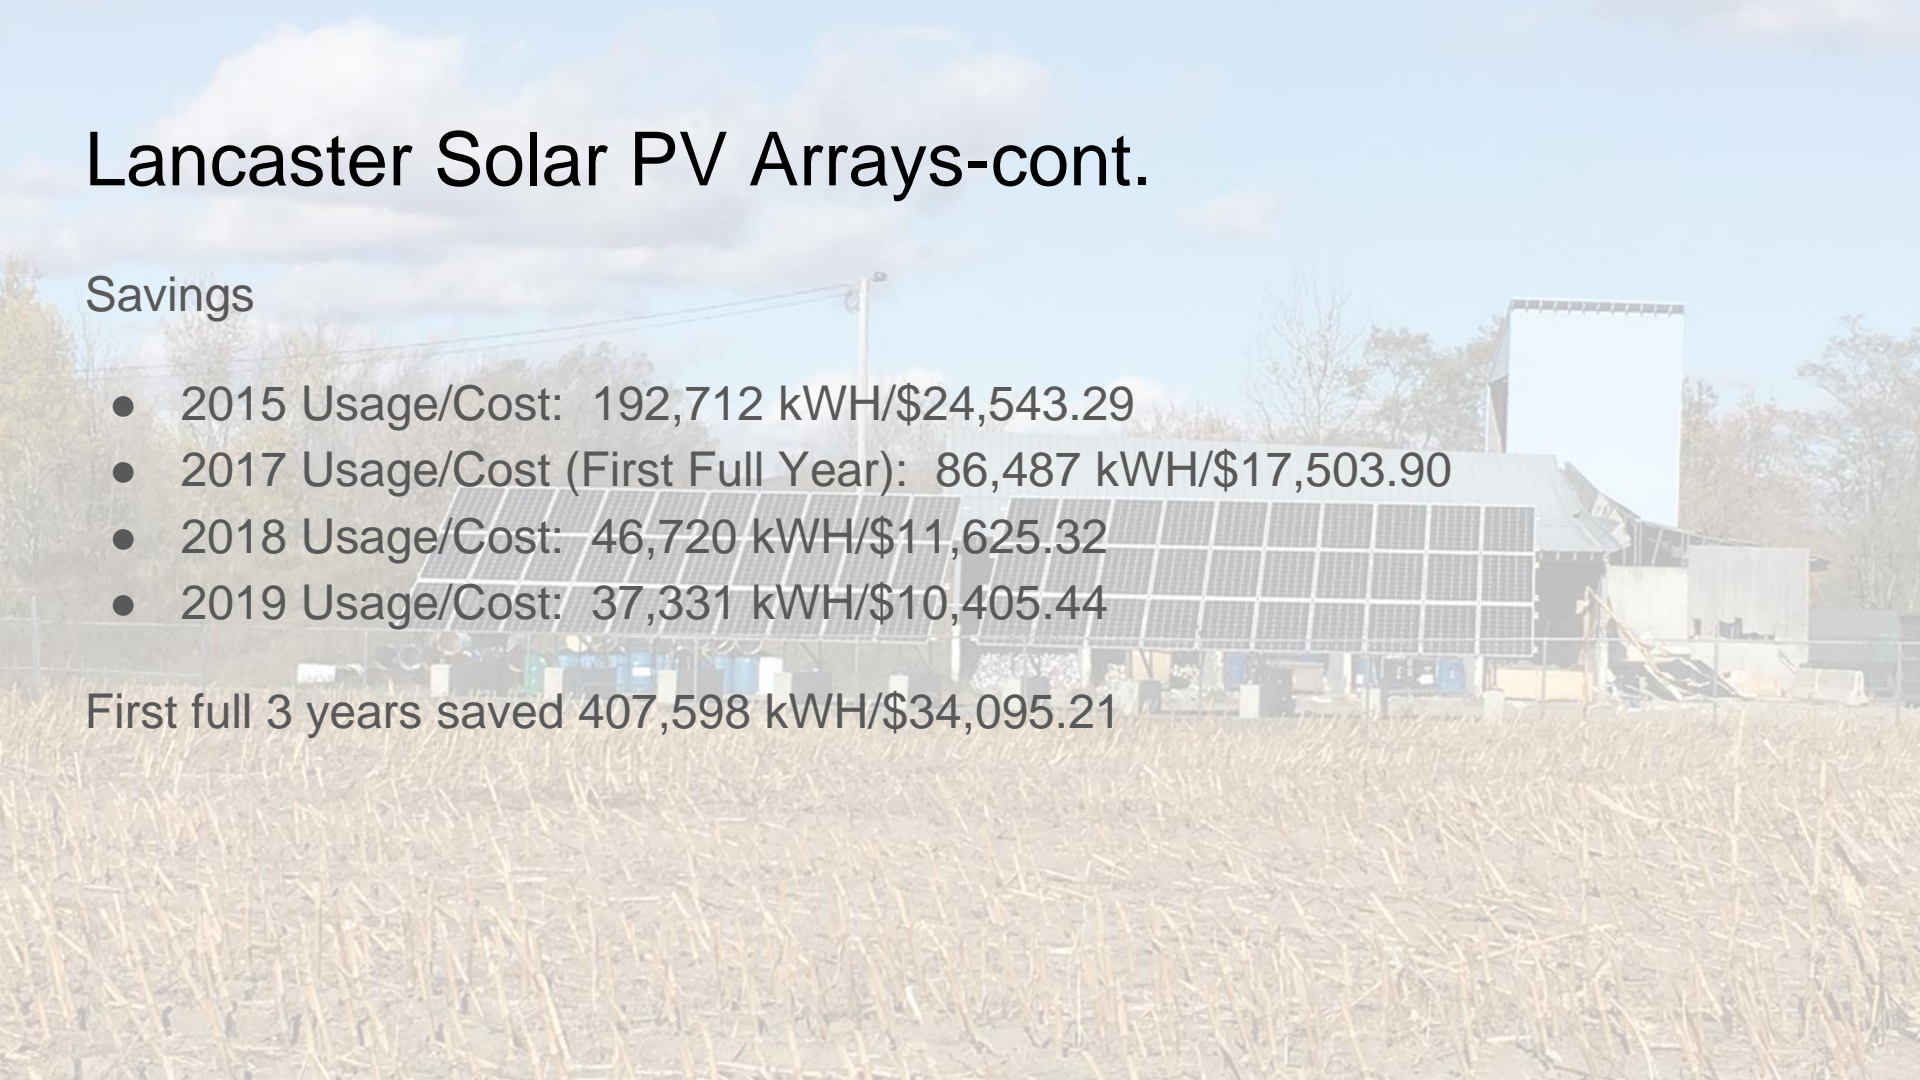 Lancaster Solar PV Arrays-cont.
Savings
● 2015 Usage/Cost:  192,712 kWH/$24,543.29
● 2017 Usage/Cost (First Full Year):  86,487 kWH/$17,503.90
● 2018 Usage/Cost:  46,720 kWH/$11,625.32
● 2019 Usage/Cost:  37,331 kWH/$10,405.44
First full 3 years saved 407,598 kWH/$34,095.21